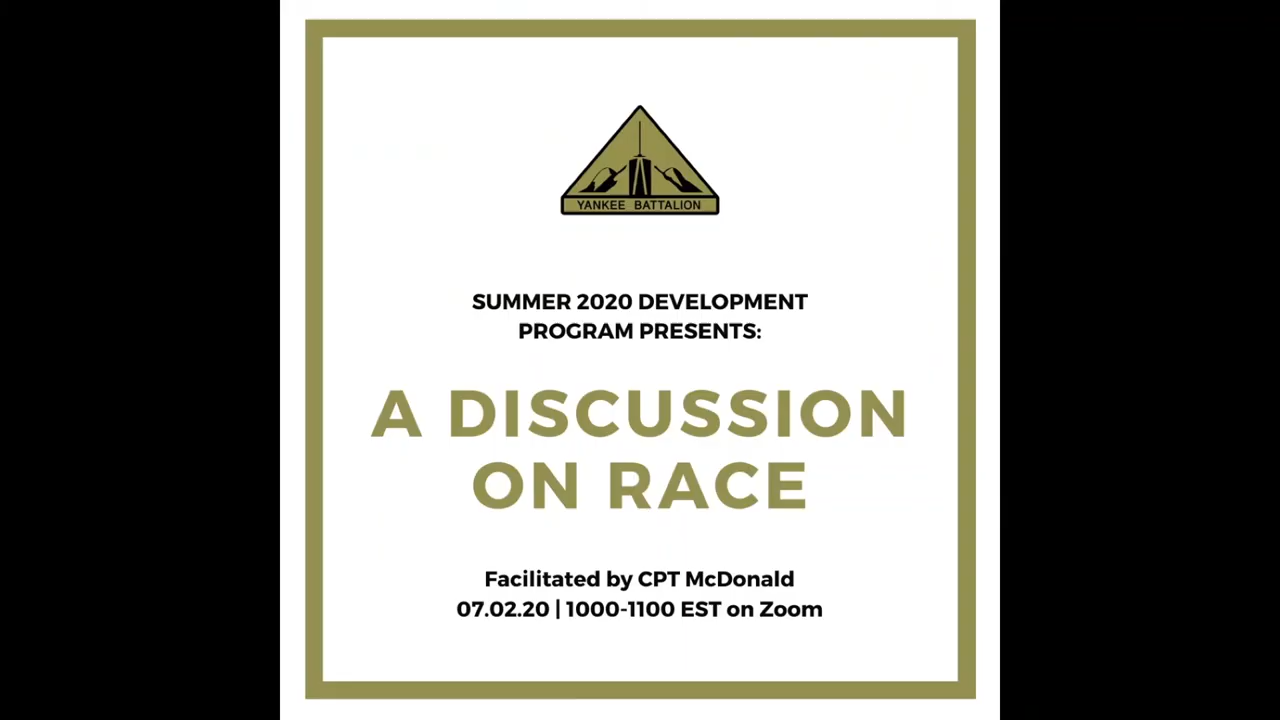 YANKEE BATTALION
SUMMER 2020 DEVELOPMENT
PROGRAM PRESENTS:
A DISCUSSION
ON RACE
Facilitated by CPT McDonald
07.02.20 | 1000-1100 EST on Zoom